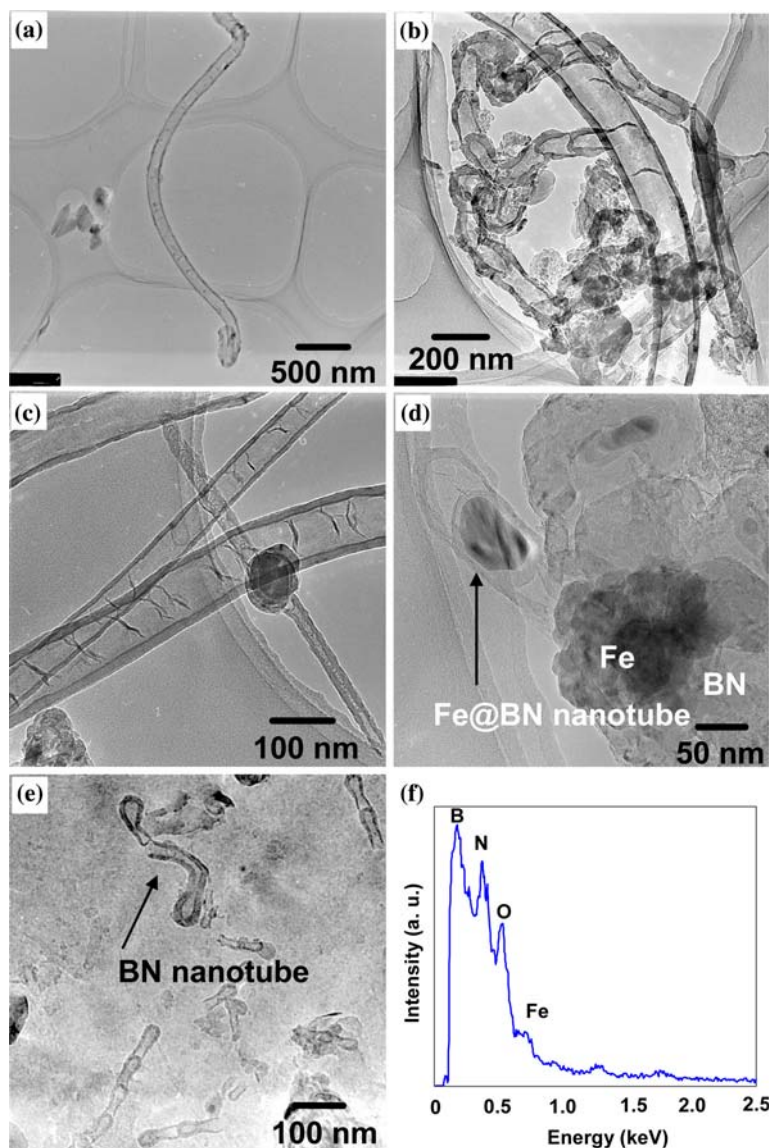 (a)
500 nm
(b)
200 nm
(c)
100 nm
(d)
Fe
BN
Fe@BN nanotube
50 nm
(e)
BN nanotube
100 nm
(f)
B
N
O
Fe
Intensity (a. u.)
0 0.5 1.0 1.5 2.0 2.5
Energy (keV)